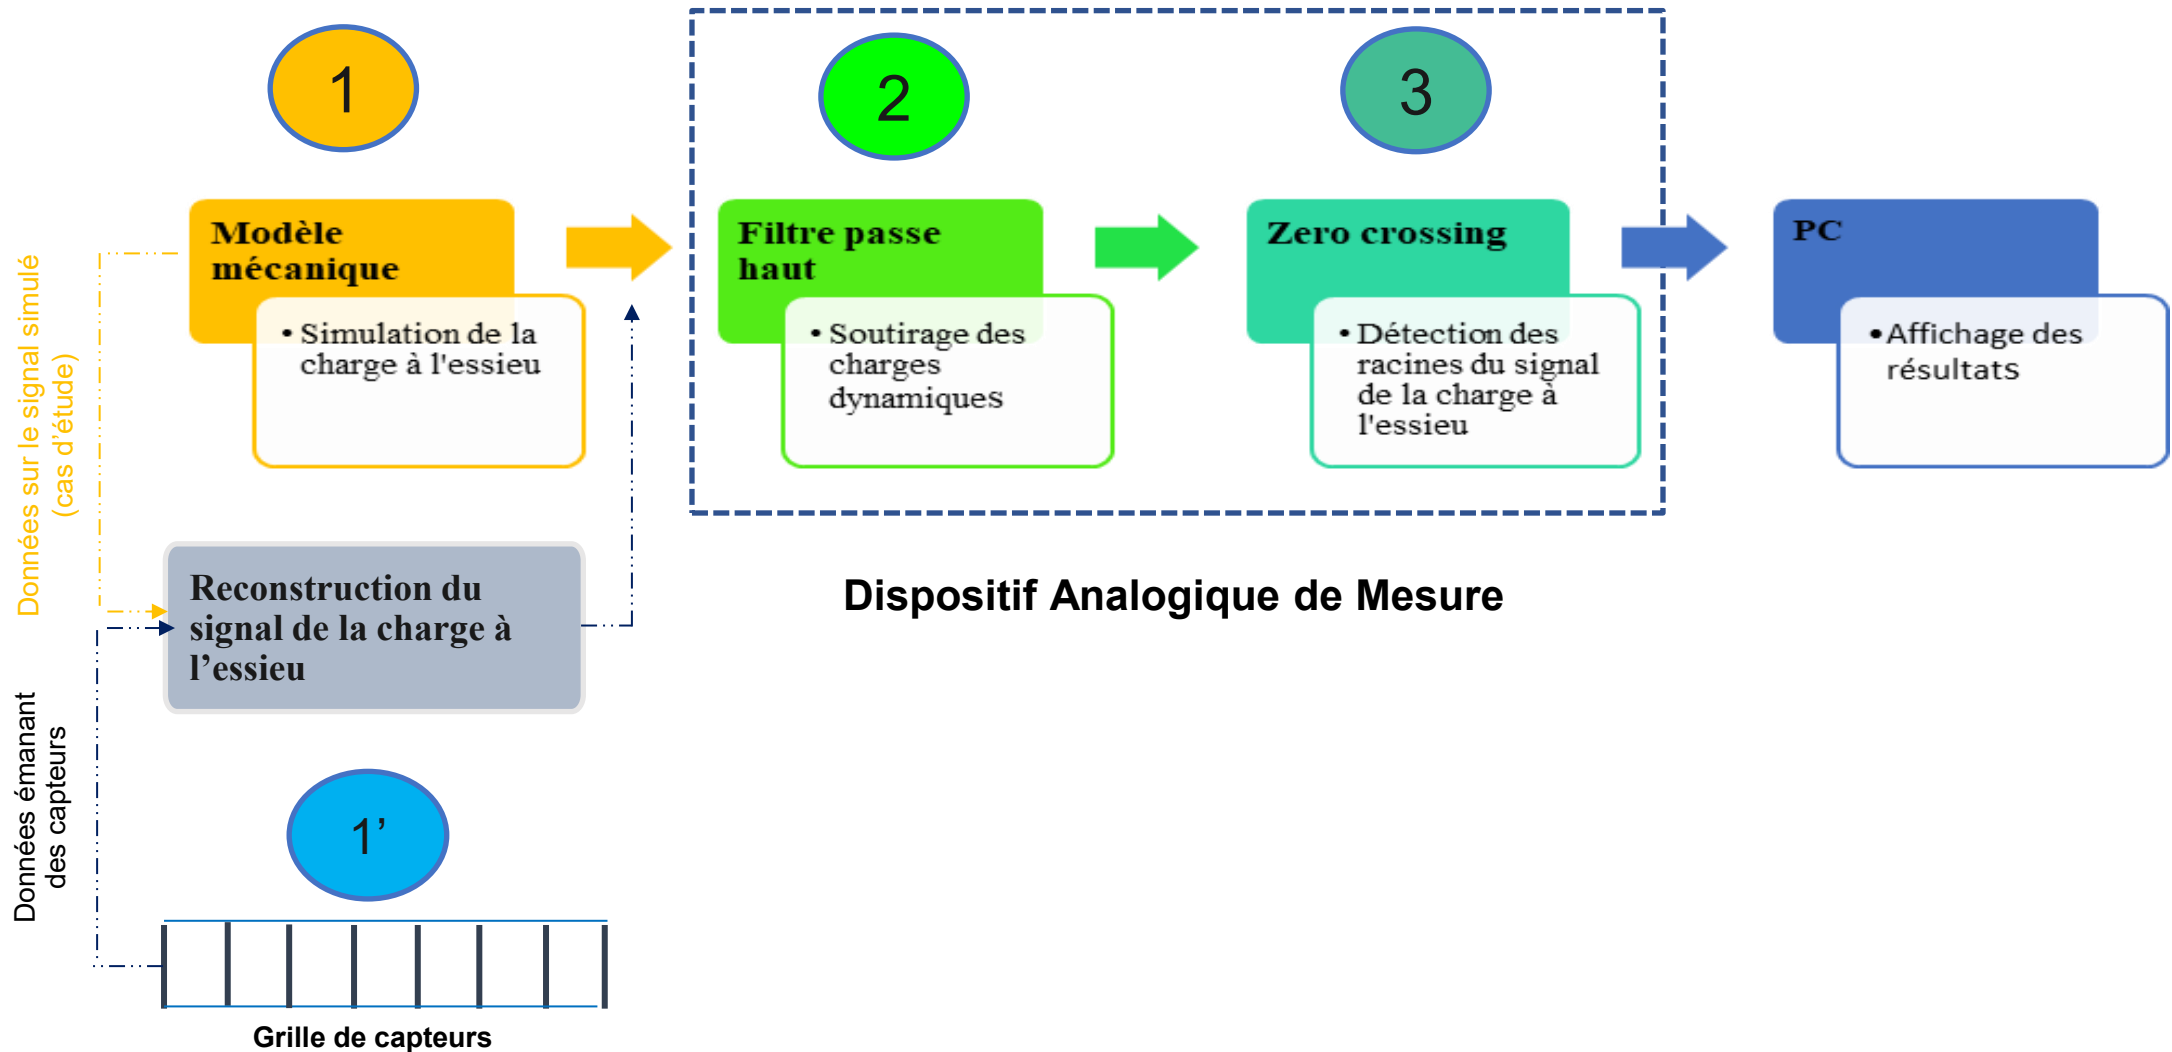 1
2
3
Modèle
mécanique
• Simulation de la
charge à l'essieu
Filtre passe
haut
• Soutirage des
charges
dynamiques
Zero crossing
• Détection des
racines du signal
de la charge à
l'essieu
PC
•Affichage des
résultats
Données sur le signal simulé
(cas d’étude)
Reconstruction du
signal de la charge à
l’essieu
Dispositif Analogique de Mesure
Données émanant
des capteurs
1’
Grille de capteurs